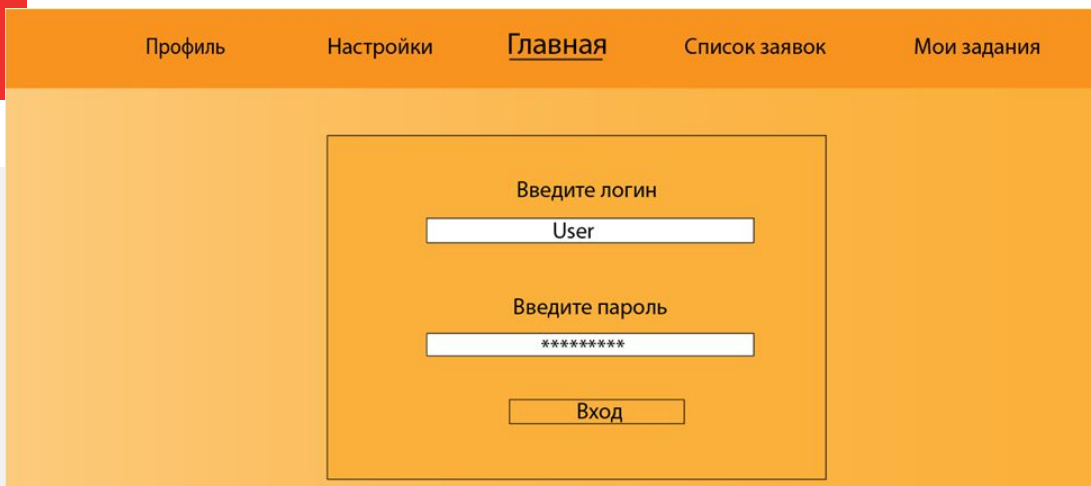 Профиль Настройки Главная Список заявок Мои задания
Введите логин
User
Введите пароль
*********
Вход